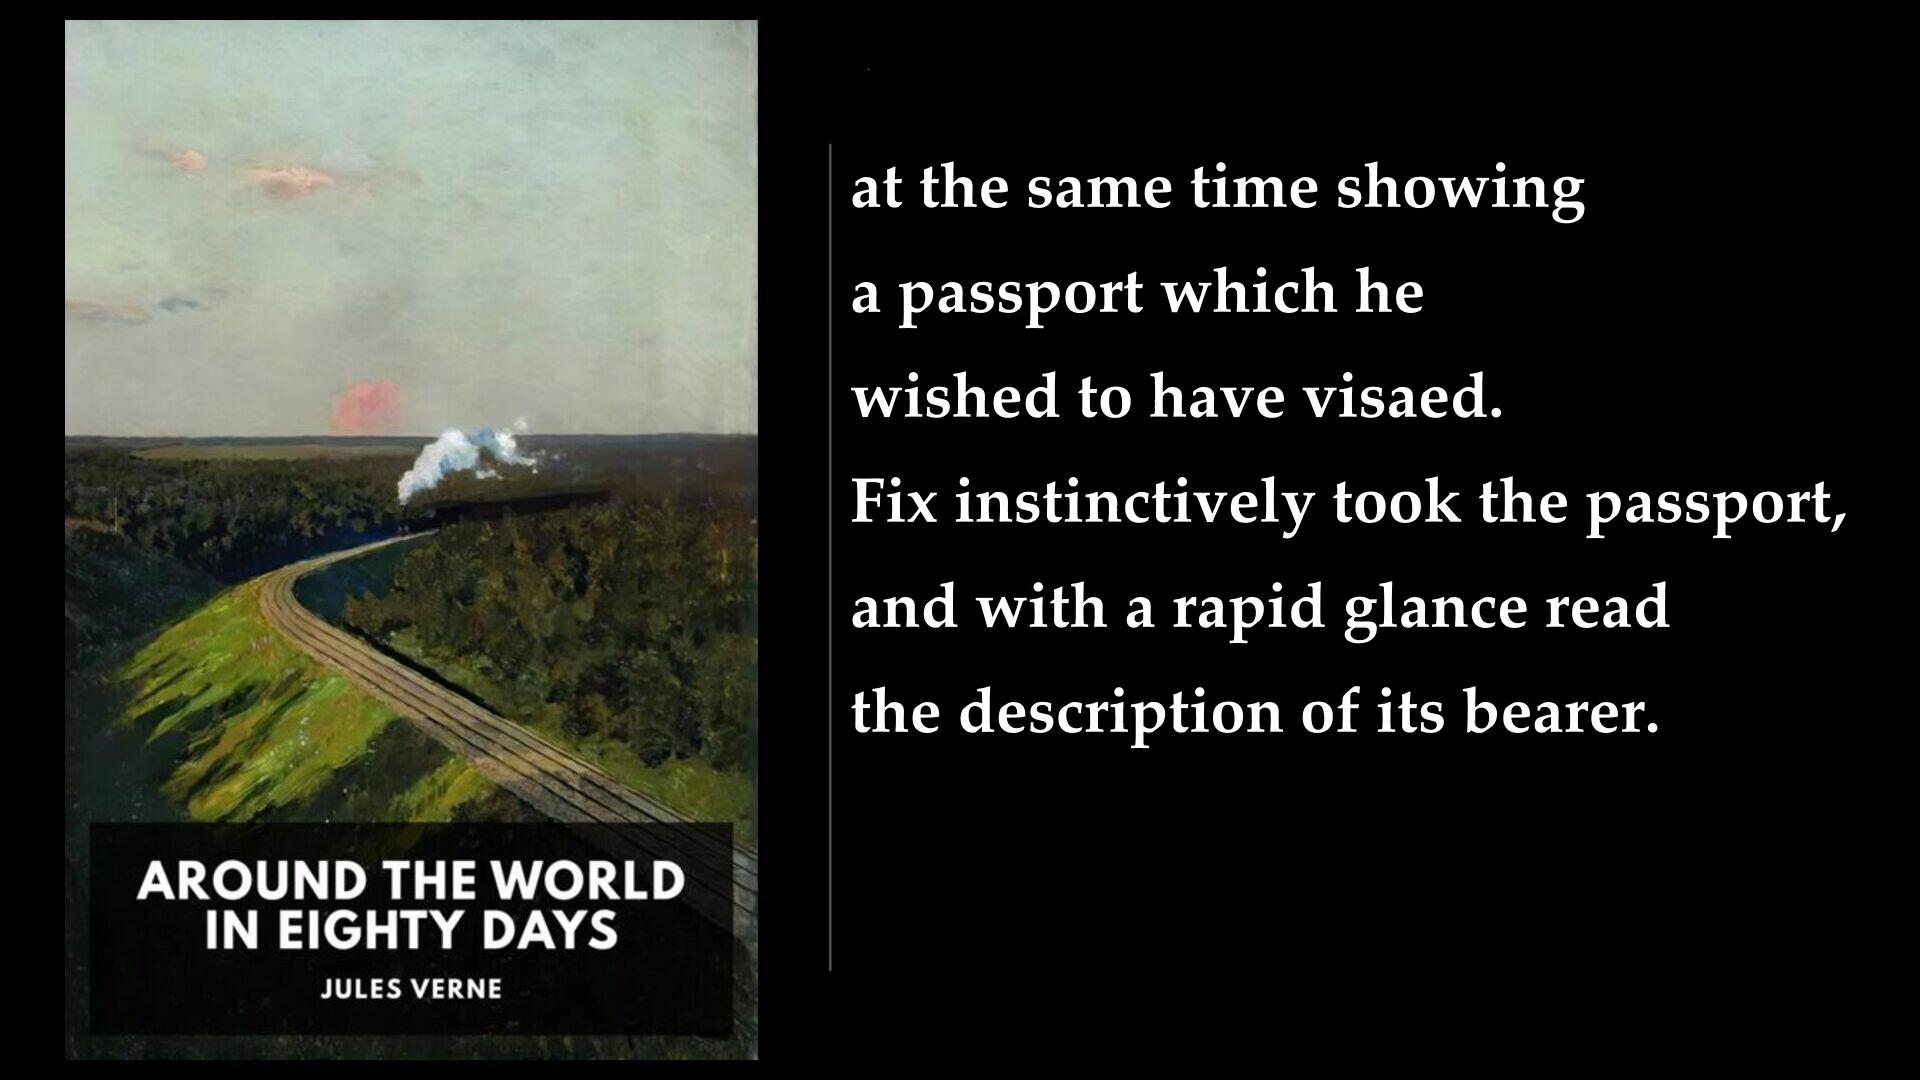 AROUND THE WORLD
IN EIGHTY DAYS
JULES VERNE
at the same time showing
a passport which he
wished to have visaed.
Fix instinctively took the passport,
and with a rapid glance read
the description of its bearer.